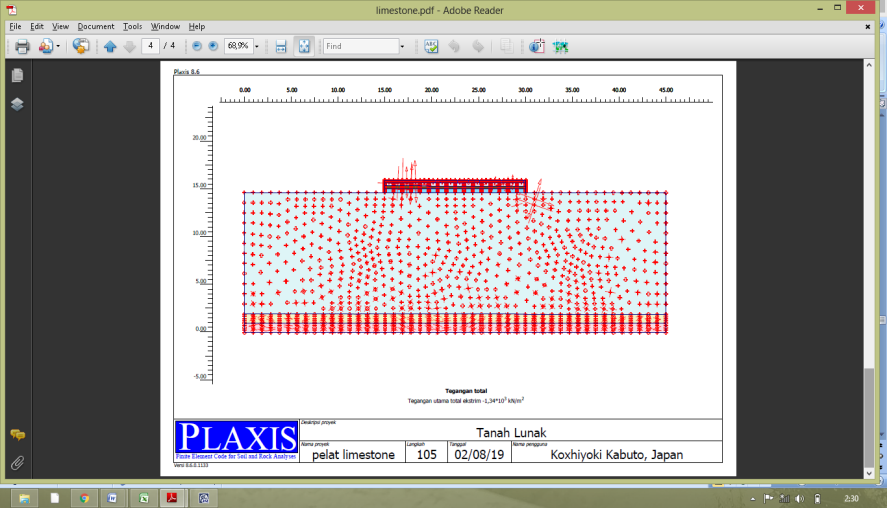 limestone.pdf - Adobe Reader
File Edit View Document Tools Window Help
4 / 4 68,9% Find
Plaxis 8.6
0.00 5.00 10.00 15.00 20.00 25.00 30.00 35.00 40.00 45.00
20.00
15.00
10.00
5.00
0.00
-5.00
Tegangan total
Tegangan utama total ekstrim -1,34*10³ kN/m²
PLAXIS
Finite Element Code for Soil and Rock Analyses
Versi 8.6.0.1133
Deskripsi proyek
Tanah Lunak
Nama proyek Langkah Tanggal Nama pengguna
pelat limestone 105 02/08/19 Koxhiyoki Kabuto, Japan
2:30